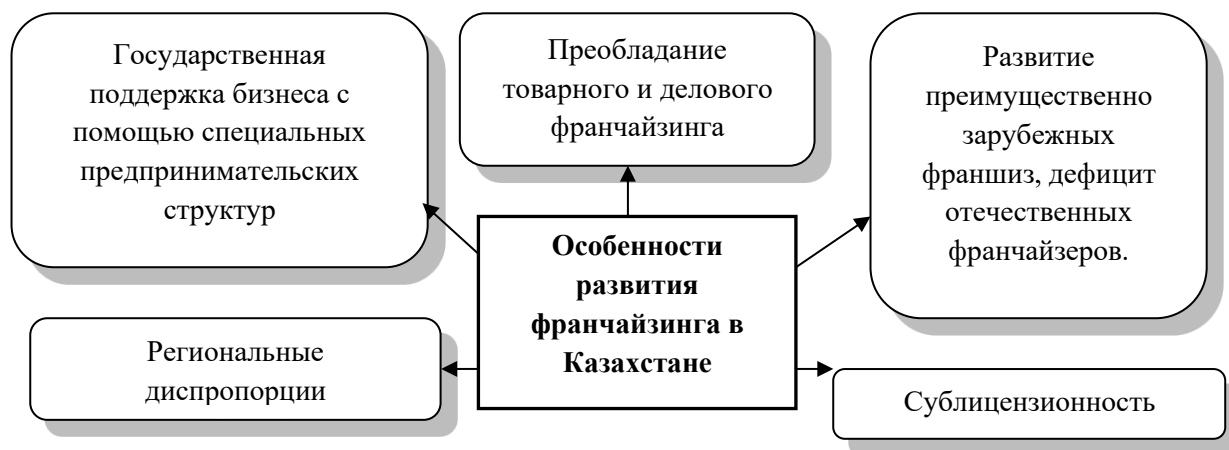 Государственная
поддержка бизнеса с
помощью специальных
предпринимательских
структур
Преобладание
товарного и делового
франчайзинга
Развитие
преимущественно
зарубежных
франшиз, дефицит
отечественных
франчайзеров.
Особенности
развития
франчайзинга в
Казахстане
Региональные
диспропорции
Сублицензионность